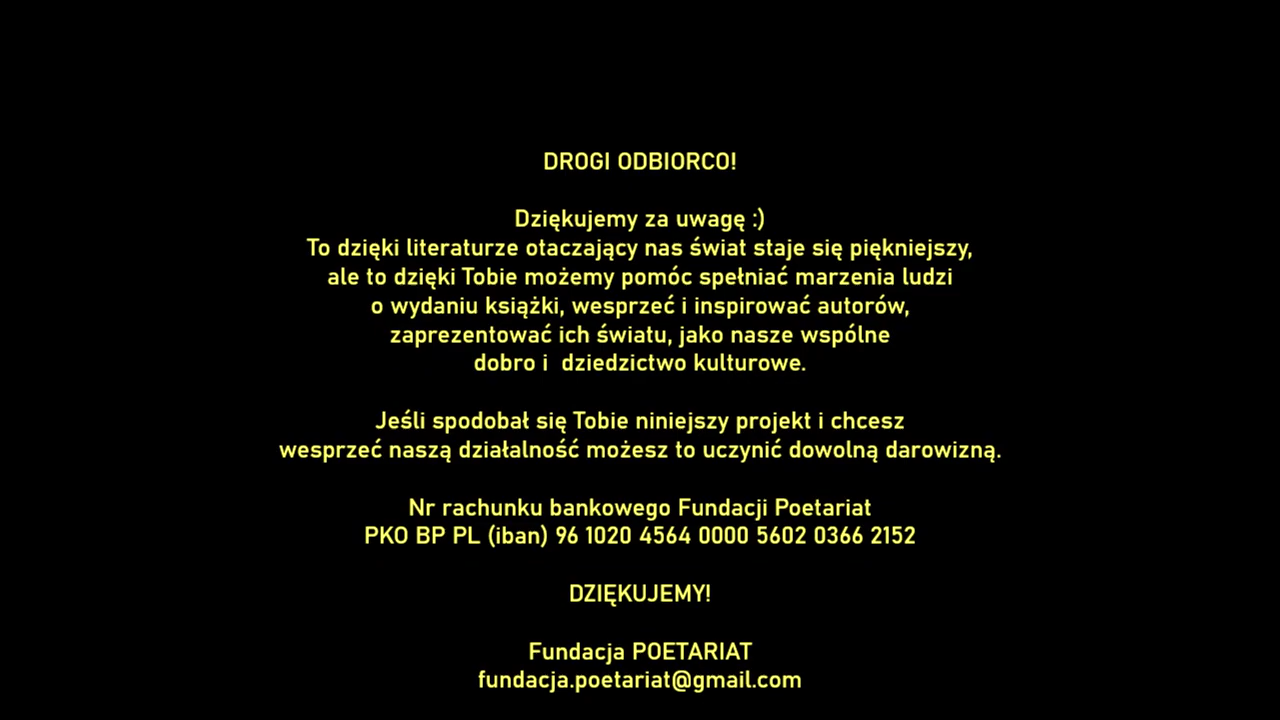 DROGI ODBIORCO!
Dziękujemy za uwagę :)
To dzięki literaturze otaczający nas świat staje się piękniejszy,
ale to dzięki Tobie możemy pomóc spełniać marzenia ludzi
o wydaniu książki, wesprzeć i inspirować autorów,
zaprezentować ich światu, jako nasze wspólne
dobro i  dziedzictwo kulturowe.
Jeśli spodobał się Tobie niniejszy projekt i chcesz
wesprzeć naszą działalność możesz to uczynić dowolną darowizną.
Nr rachunku bankowego Fundacji Poetariat
PKO BP PL (iban) 96 1020 4564 0000 5602 0366 2152
DZIĘKUJEMY!
Fundacja POETARIAT
fundacja.poetariat@gmail.com